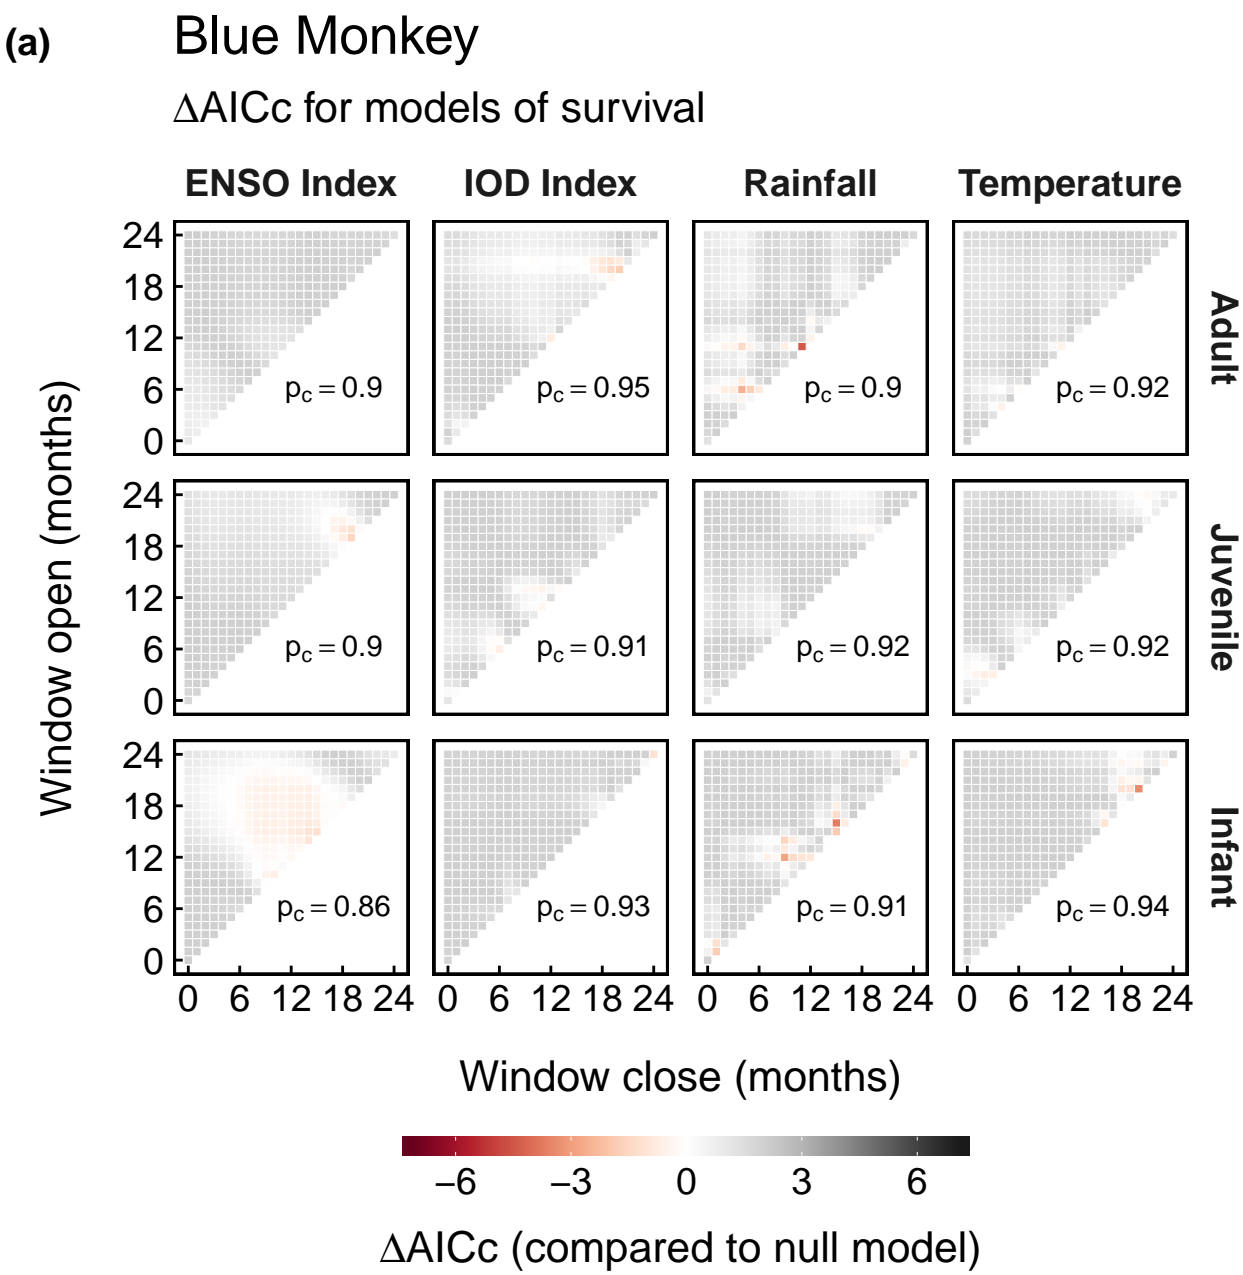 (a) Blue Monkey
ΔAICc for models of survival
ENSO Index IOD Index Rainfall Temperature
24
18
12
6
0
p_c = 0.9 p_c = 0.95 p_c = 0.9 p_c = 0.92
Adult
24
18
12
6
0
p_c = 0.9 p_c = 0.91 p_c = 0.92 p_c = 0.92
Juvenile
24
18
12
6
0
p_c = 0.86 p_c = 0.93 p_c = 0.91 p_c = 0.94
Infant
Window open (months)
0 6 12 18 24 0 6 12 18 24 0 6 12 18 24 0 6 12 18 24
Window close (months)
−6 −3 0 3 6
ΔAICc (compared to null model)